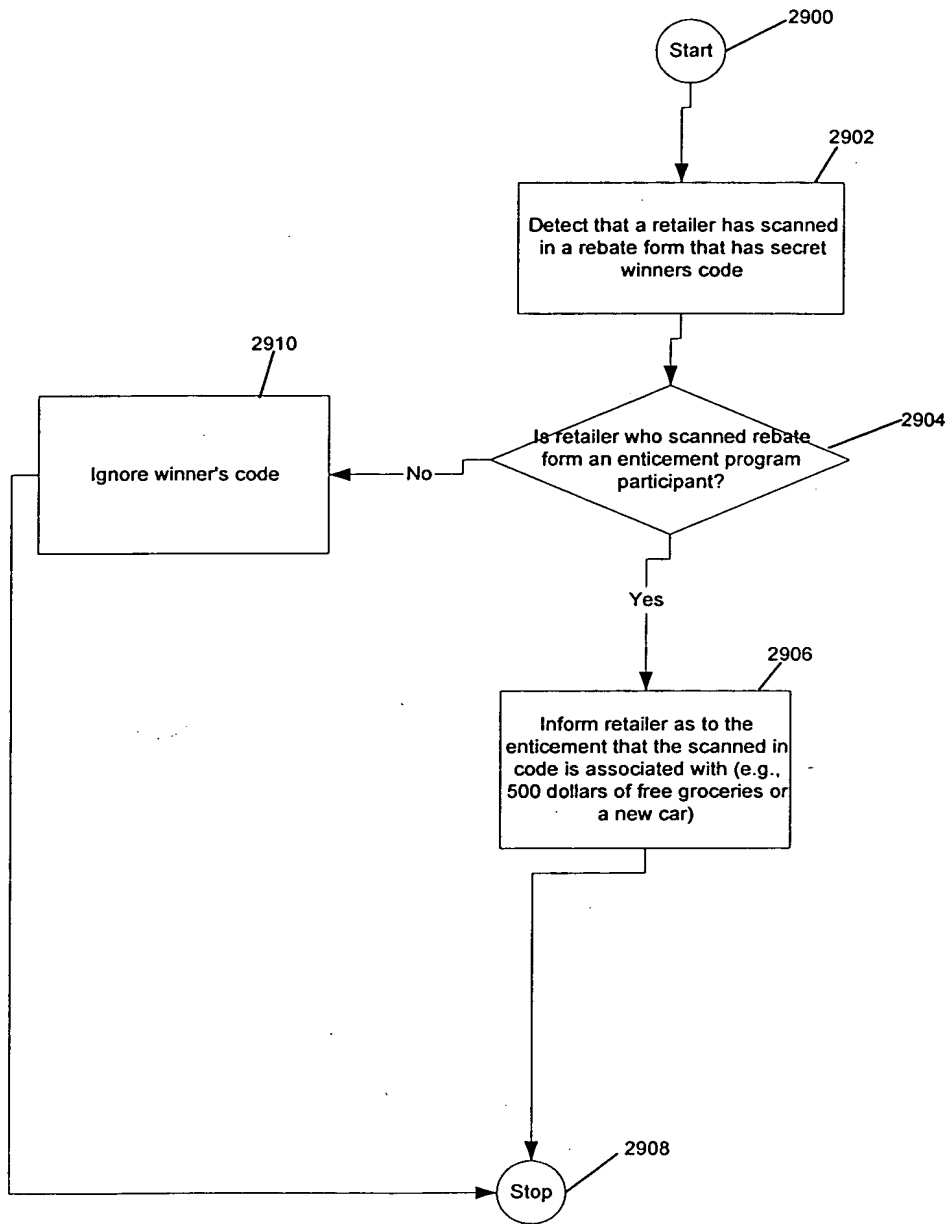 2900
Start
2902
Detect that a retailer has scanned
in a rebate form that has secret
winners code
2910
2904
Is retailer who scanned rebate
form an enticement program
participant?
Ignore winner's code
No
Yes
2906
Inform retailer as to the
enticement that the scanned in
code is associated with (e.g.,
500 dollars of free groceries or
a new car)
2908
Stop